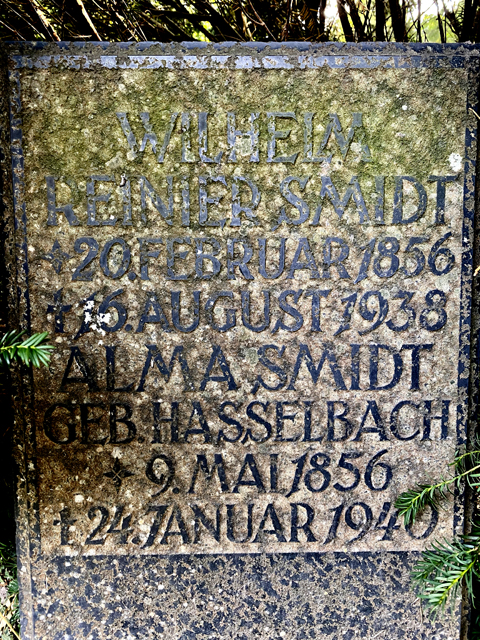 WILHELM
REINIER SMIDT
* 20. FEBRUAR 1856
† 16. AUGUST 1938
ALMA SMIDT
GEB. HASSELBACH
* 9. MAI 1856
† 24. JANUAR 1940